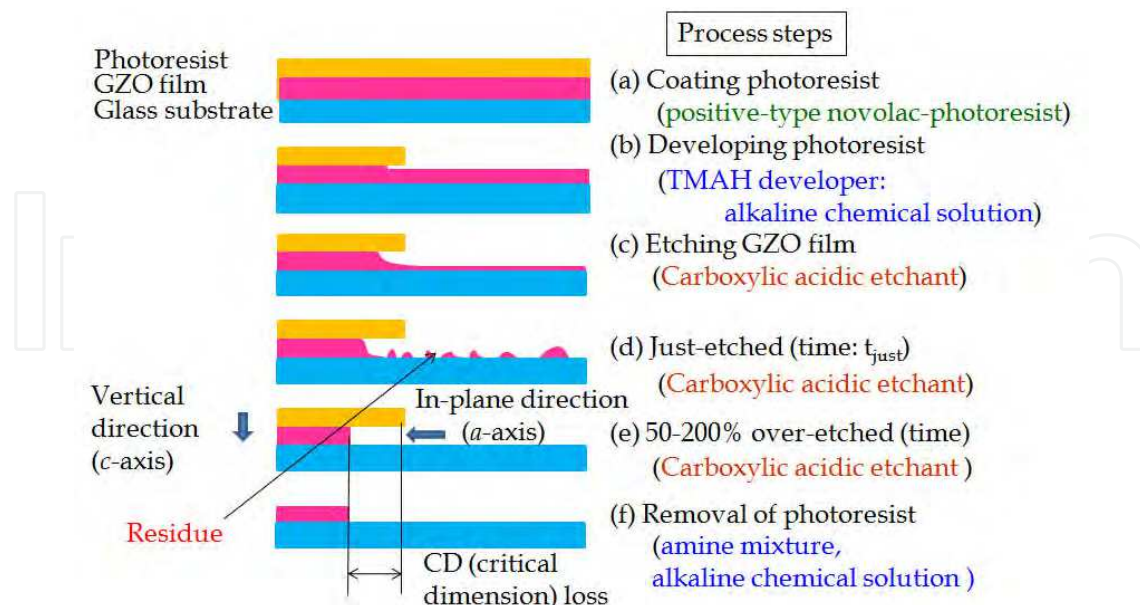 Process steps
Photoresist
GZO film
Glass substrate
(a) Coating photoresist
(positive-type novolac-photoresist)
(b) Developing photoresist
(TMAH developer:
alkaline chemical solution)
(c) Etching GZO film
(Carboxylic acidic etchant)
(d) Just-etched (time: tjust)
(Carboxylic acidic etchant)
Vertical
direction
(c-axis)
In-plane direction
(a-axis)
(e) 50-200% over-etched (time)
(Carboxylic acidic etchant )
Residue
(f) Removal of photoresist
(amine mixture,
alkaline chemical solution )
CD (critical
dimension) loss